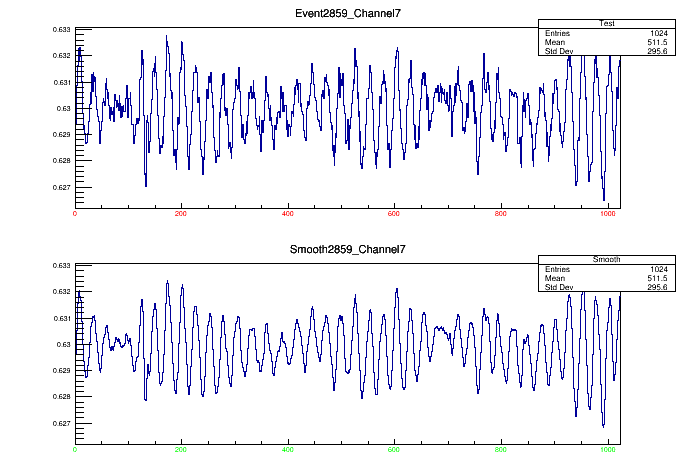 Event2859_Channel7
Test
Entries 1024
Mean 511.5
Std Dev 295.6
0.633
0.632
0.631
0.63
0.629
0.628
0.627
0 200 400 600 800 1000
Smooth2859_Channel7
Smooth
Entries 1024
Mean 511.5
Std Dev 295.6
0.633
0.632
0.631
0.63
0.629
0.628
0.627
0 200 400 600 800 1000